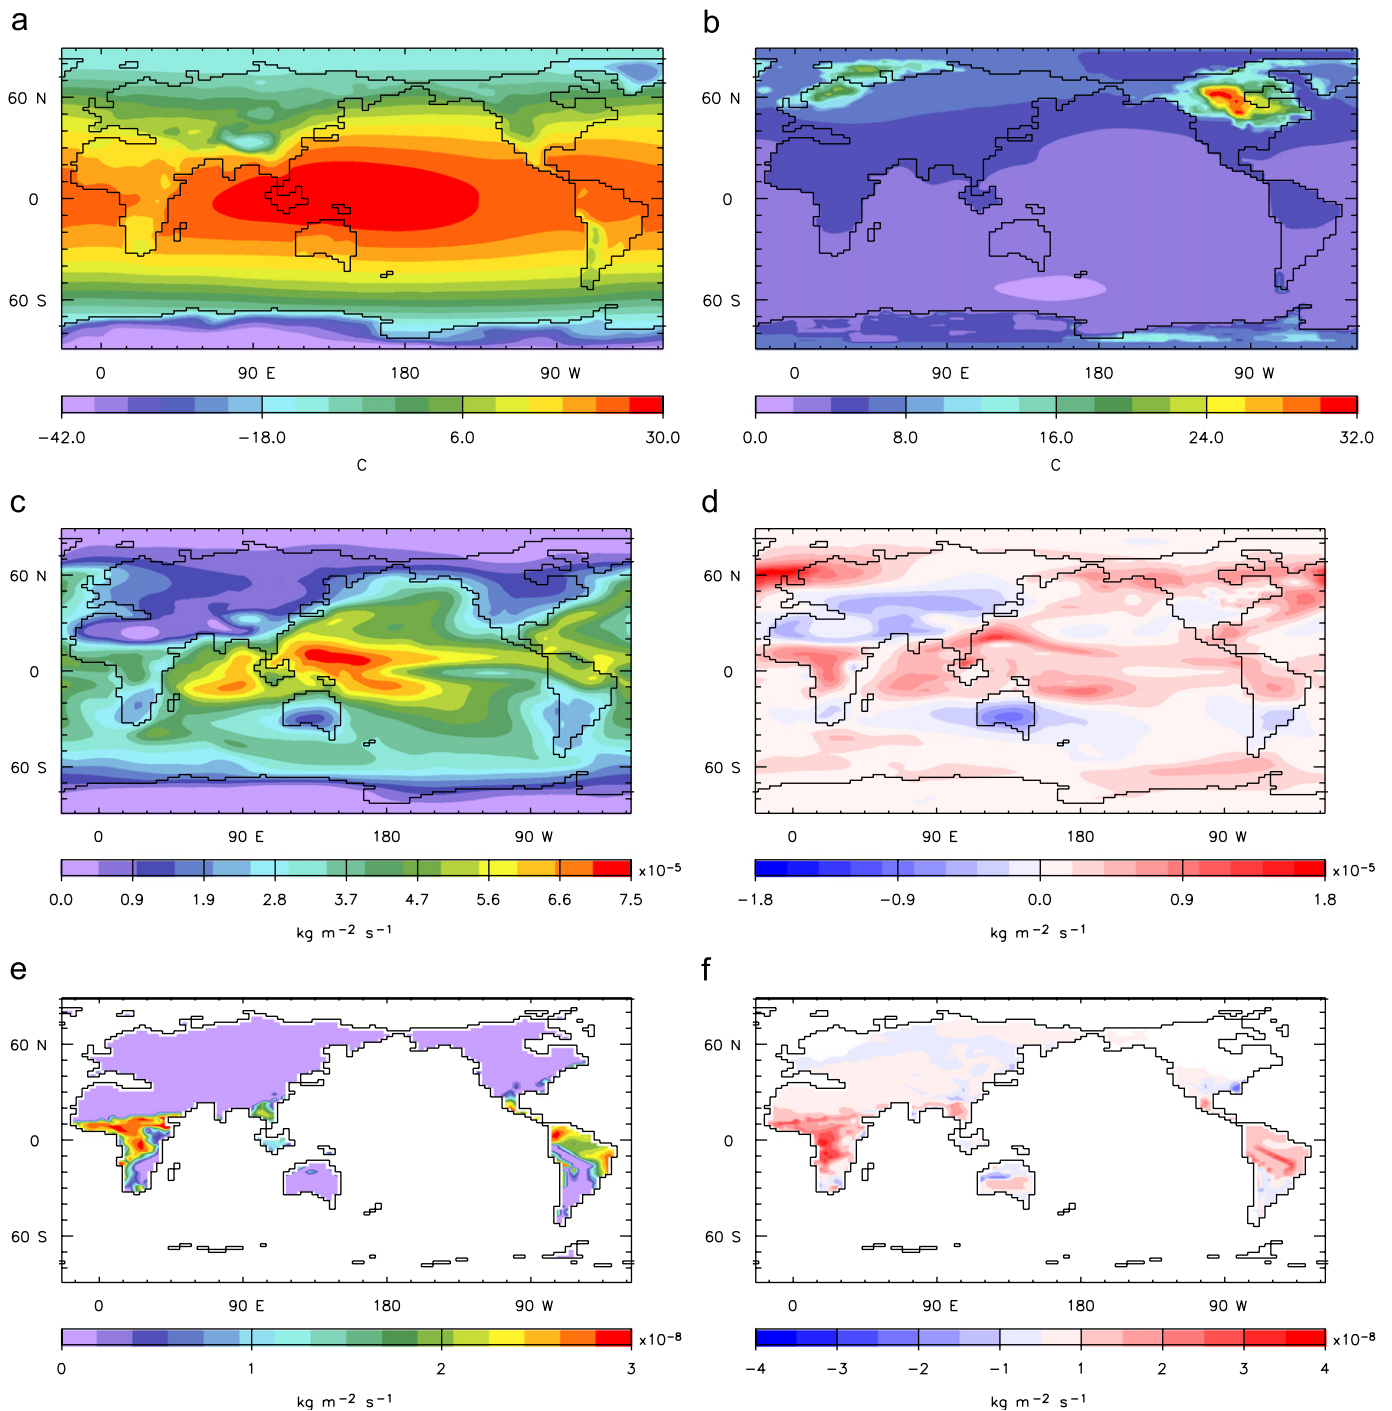 a
b
60 N
0
60 S
0 90 E 180 90 W
0 90 E 180 90 W
−42.0 −18.0 6.0 30.0
C
0.0 8.0 16.0 24.0 32.0
C
c
d
60 N
0
60 S
60 N
0
60 S
0 90 E 180 90 W
0 90 E 180 90 W
x10−5
0.0 0.9 1.9 2.8 3.7 4.7 5.6 6.6 7.5
kg m−2 s−1
x10−5
−1.8 −0.9 0.0 0.9 1.8
kg m−2 s−1
e
f
60 N
0
60 S
60 N
0
60 S
0 90 E 180 90 W
0 90 E 180 90 W
x10−8
0 1 2 3
kg m−2 s−1
x10−8
−4 −3 −2 −1 1 2 3 4
kg m−2 s−1
60 N
0
60 S